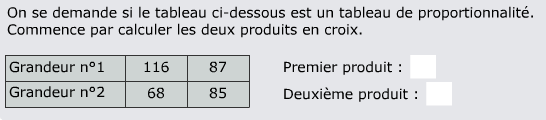 On se demande si le tableau ci-dessous est un tableau de proportionnalité.
Commence par calculer les deux produits en croix.
Grandeur n°1 116 87 Premier produit :
Grandeur n°2 68 85 Deuxième produit :